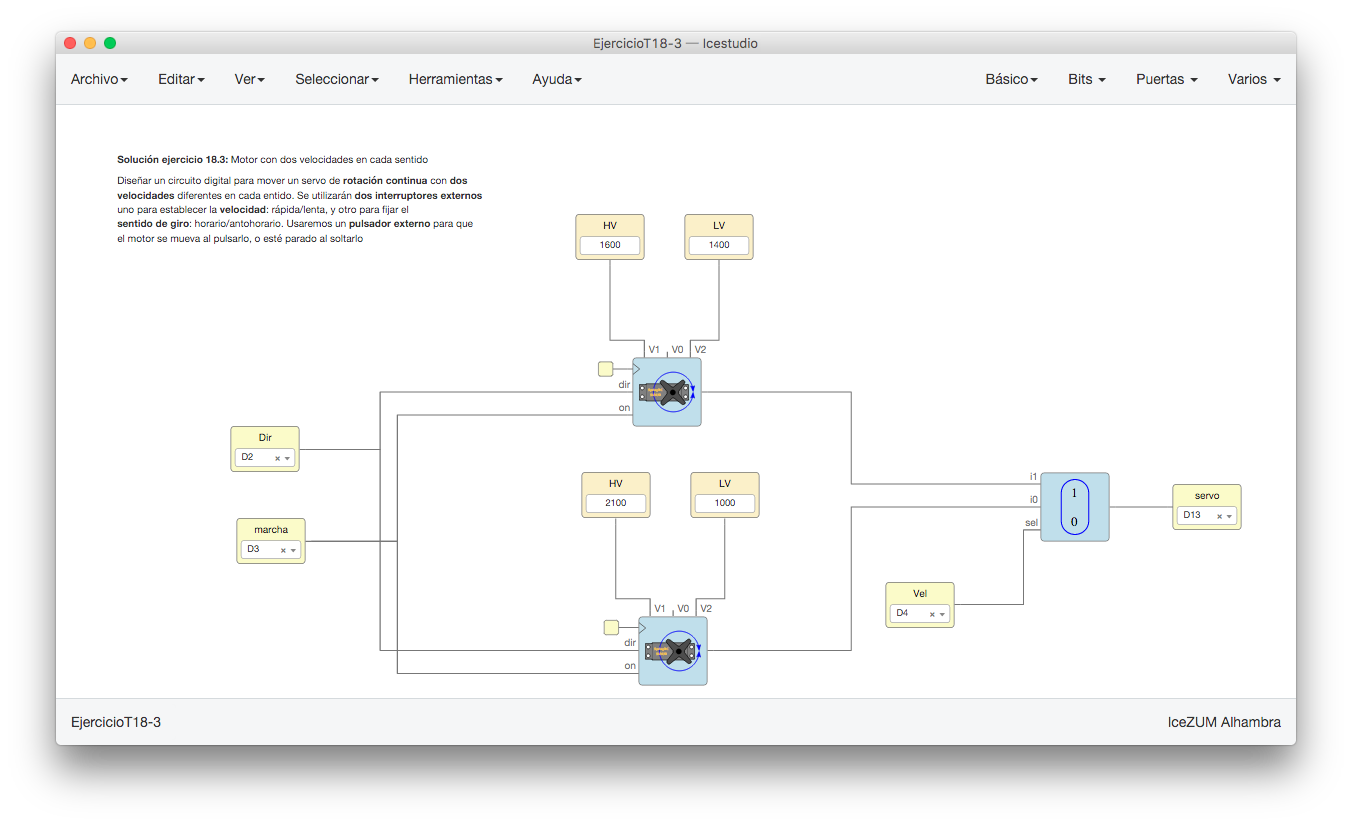 EjercicioT18-3 — Icestudio
Archivo Editar Ver Seleccionar Herramientas Ayuda Básico Bits Puertas Varios
Solución ejercicio 18.3: Motor con dos velocidades en cada sentido
Diseñar un circuito digital para mover un servo de rotación continua con dos
velocidades diferentes en cada entido. Se utilizarán dos interruptores externos
uno para establecer la velocidad: rápida/lenta, y otro para fijar el
sentido de giro: horario/antohorario. Usaremos un pulsador externo para que
el motor se mueva al pulsarlo, o esté parado al soltarlo
HV LV
1600 1400
V1 V0 V2
dir
on
Dir
D2
HV LV
2100 1000
i1
i0
sel
1
0
servo
D13
marcha
D3
Vel
D4
V1 V0 V2
dir
on
EjercicioT18-3 IceZUM Alhambra